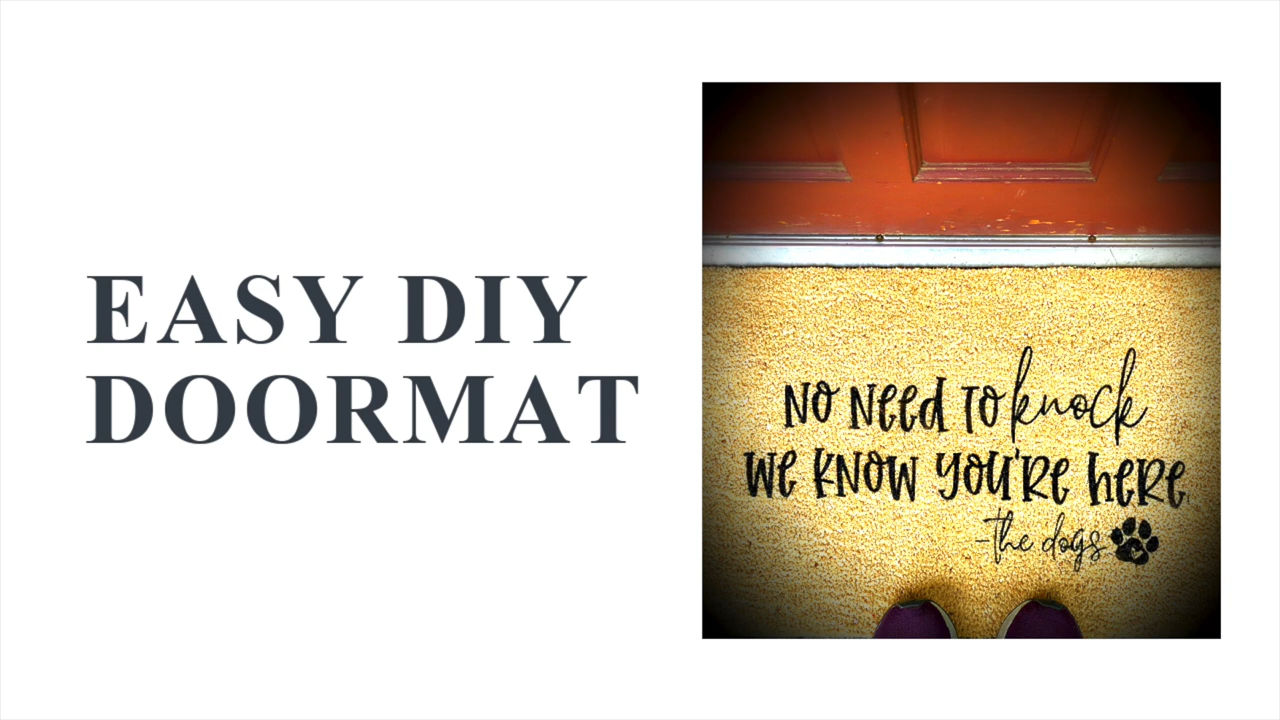 EASY DIY
DOORMAT
NO NEED TO knock
WE KNOW YOU'RE HERE
-the dogs